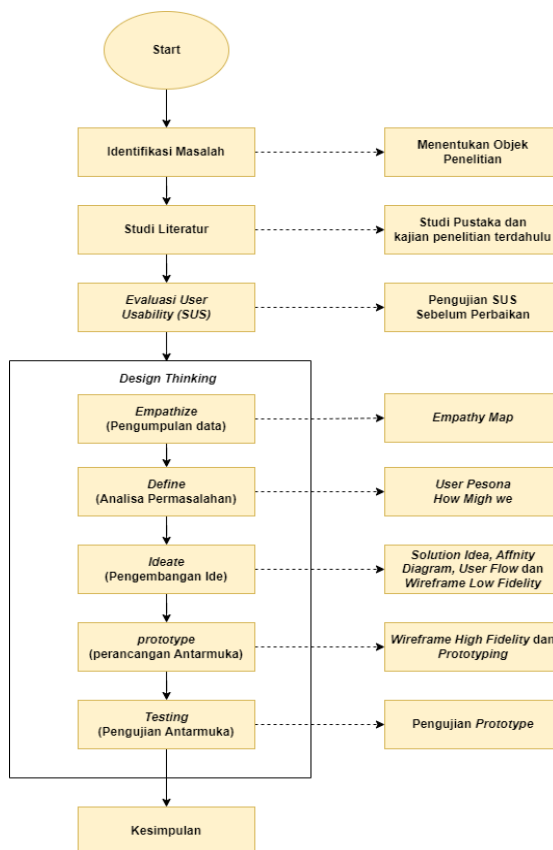 Start
Identifikasi Masalah
Menentukan Objek
Penelitian
Studi Literatur
Studi Pustaka dan
kajian penelitian terdahulu
Evaluasi User
Usability (SUS)
Pengujian SUS
Sebelum Perbaikan
Design Thinking
Empathize
(Pengumpulan data)
Empathy Map
Define
(Analisa Permasalahan)
User Pesona
How Migh we
Ideate
(Pengembangan Ide)
Solution Idea, Affnity
Diagram, User Flow dan
Wireframe Low Fidelity
prototype
(perancangan Antarmuka)
Wireframe High Fidelity dan
Prototyping
Testing
(Pengujian Antarmuka)
Pengujian Prototype
Kesimpulan